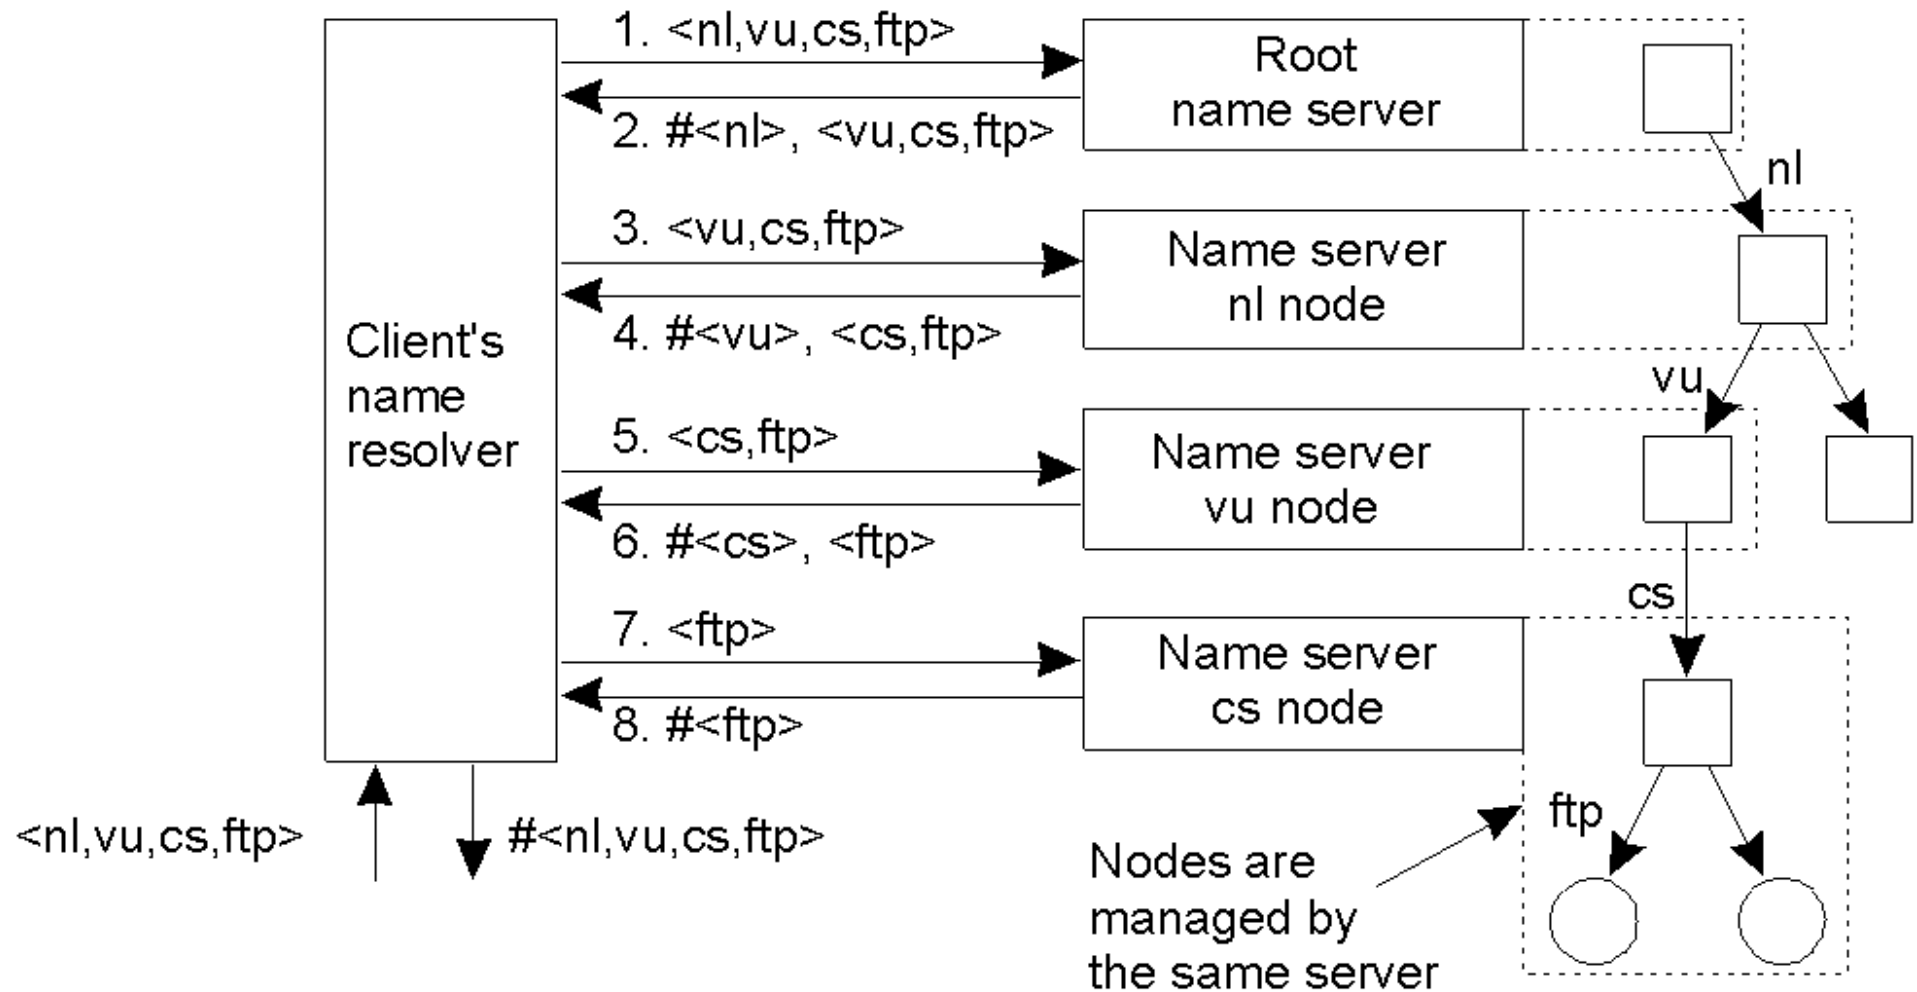 1. <nl,vu,cs,ftp>
Root
name server
2. #<nl>, <vu,cs,ftp>
nl
3. <vu,cs,ftp>
Name server
nl node
4. #<vu>, <cs,ftp>
vu
Client's
name
resolver
5. <cs,ftp>
Name server
vu node
6. #<cs>, <ftp>
cs
7. <ftp>
Name server
cs node
8. #<ftp>
<nl,vu,cs,ftp>
#<nl,vu,cs,ftp>
ftp
Nodes are
managed by
the same server